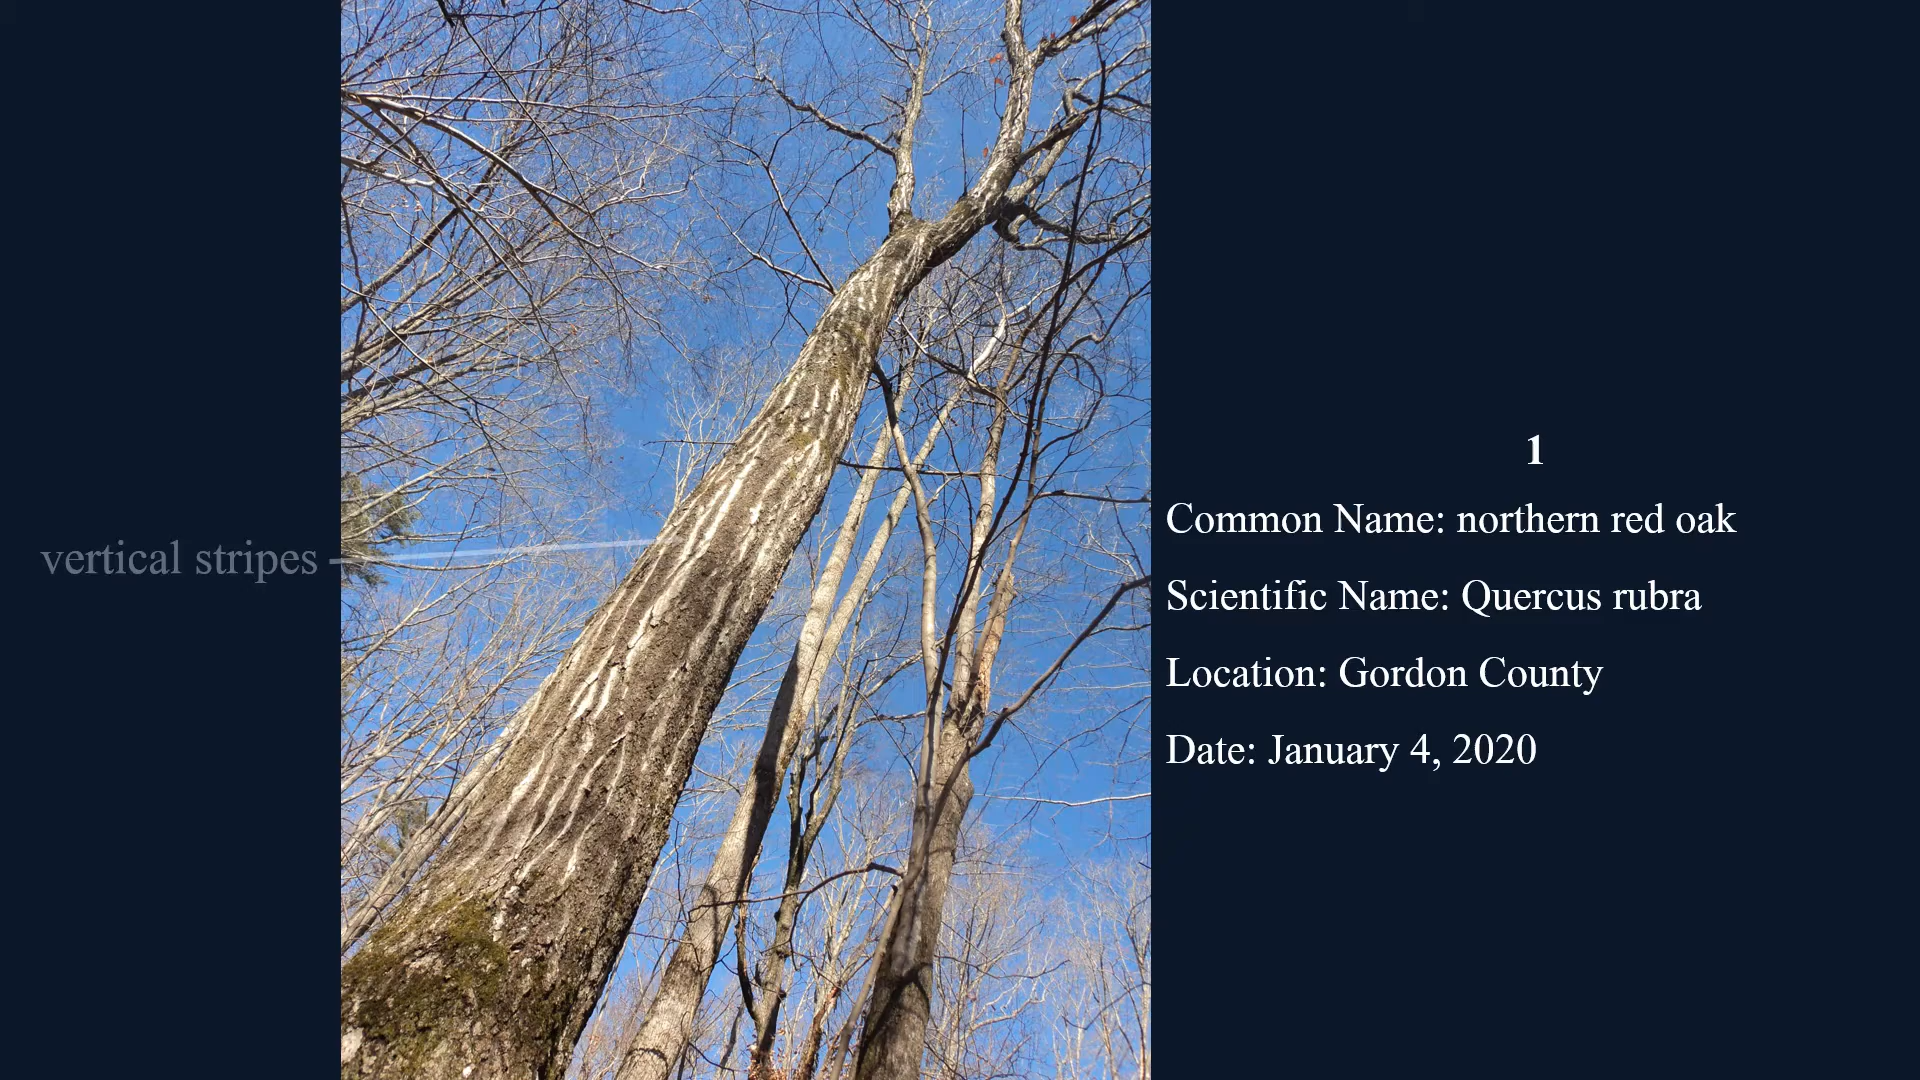 vertical stripes
1
Common Name: northern red oak
Scientific Name: Quercus rubra
Location: Gordon County
Date: January 4, 2020